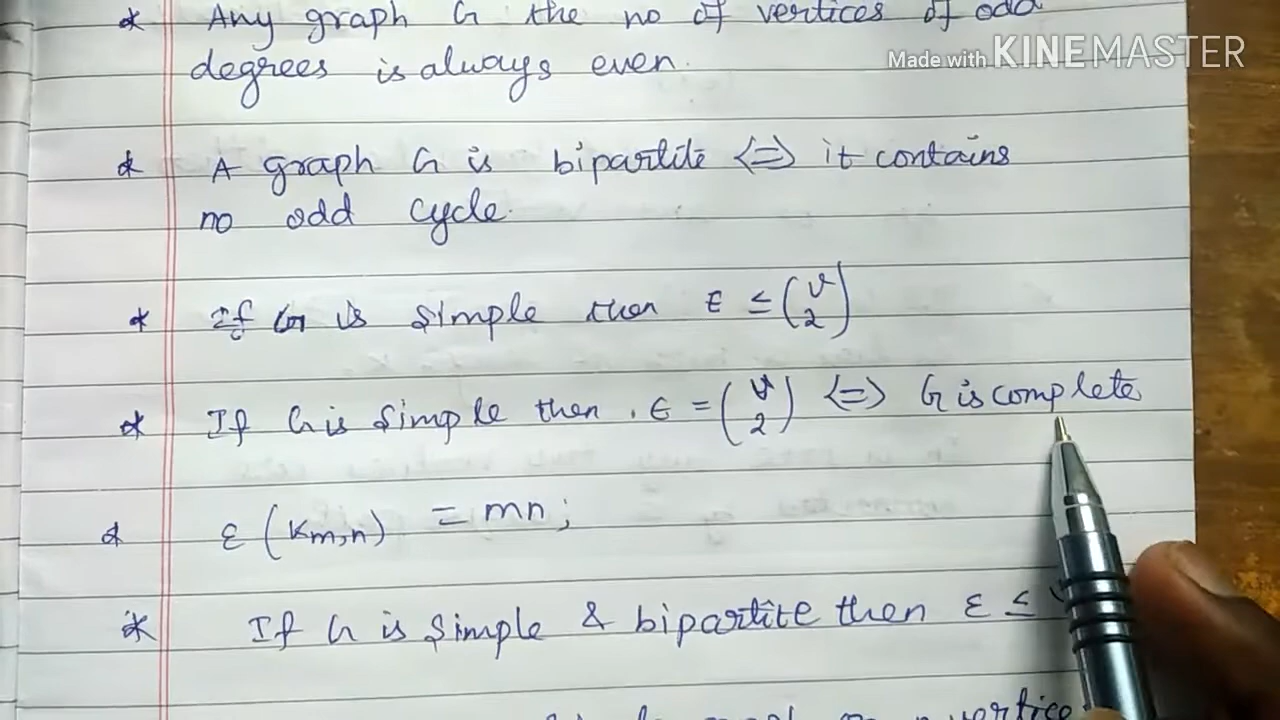 * Any graph G the no of vertices of odd
Made with KINEMASTER
degrees is always even.
* A graph G is bipartite <=> it contains
no odd cycle.
* If G is simple then ε ≤ (v 2)
* If G is simple then . ε = (v 2) <=> G is complete
* ε (Km,n) = mn;
* If G is simple & bipartite then ε ≤